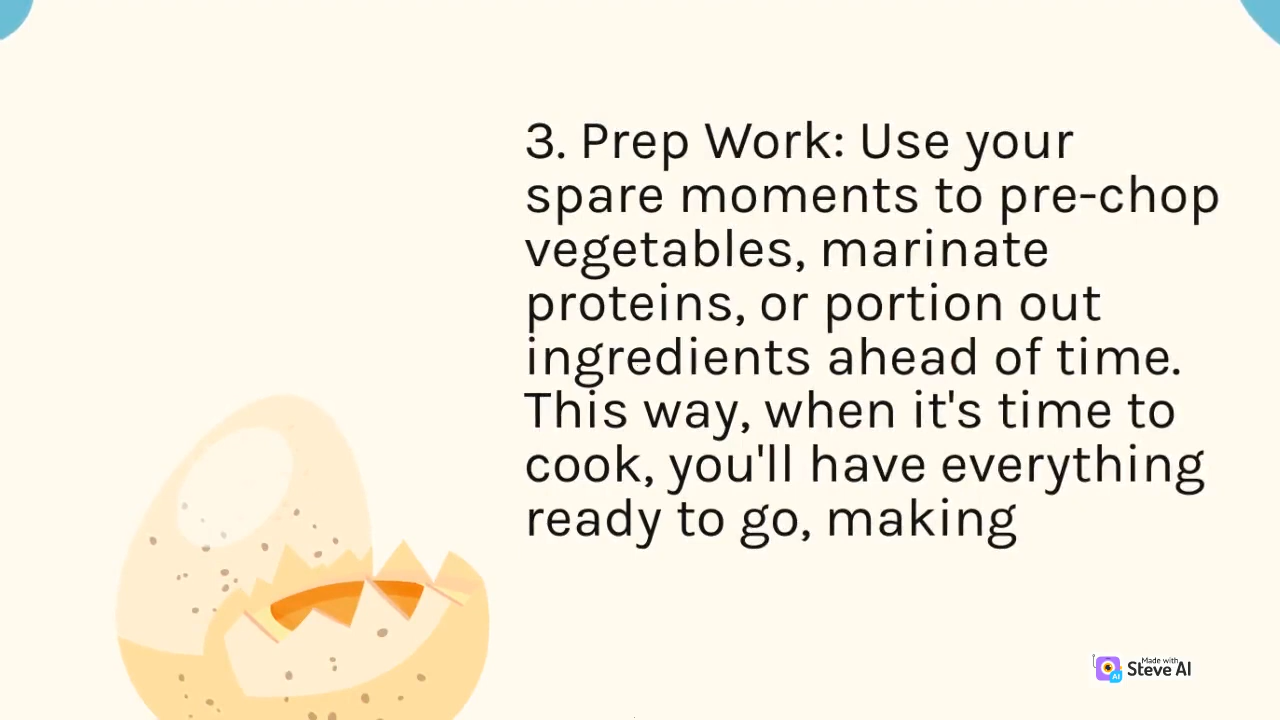 3. Prep Work: Use your
spare moments to pre-chop
vegetables, marinate
proteins, or portion out
ingredients ahead of time.
This way, when it's time to
cook, you'll have everything
ready to go, making
Made with
Steve AI
AI